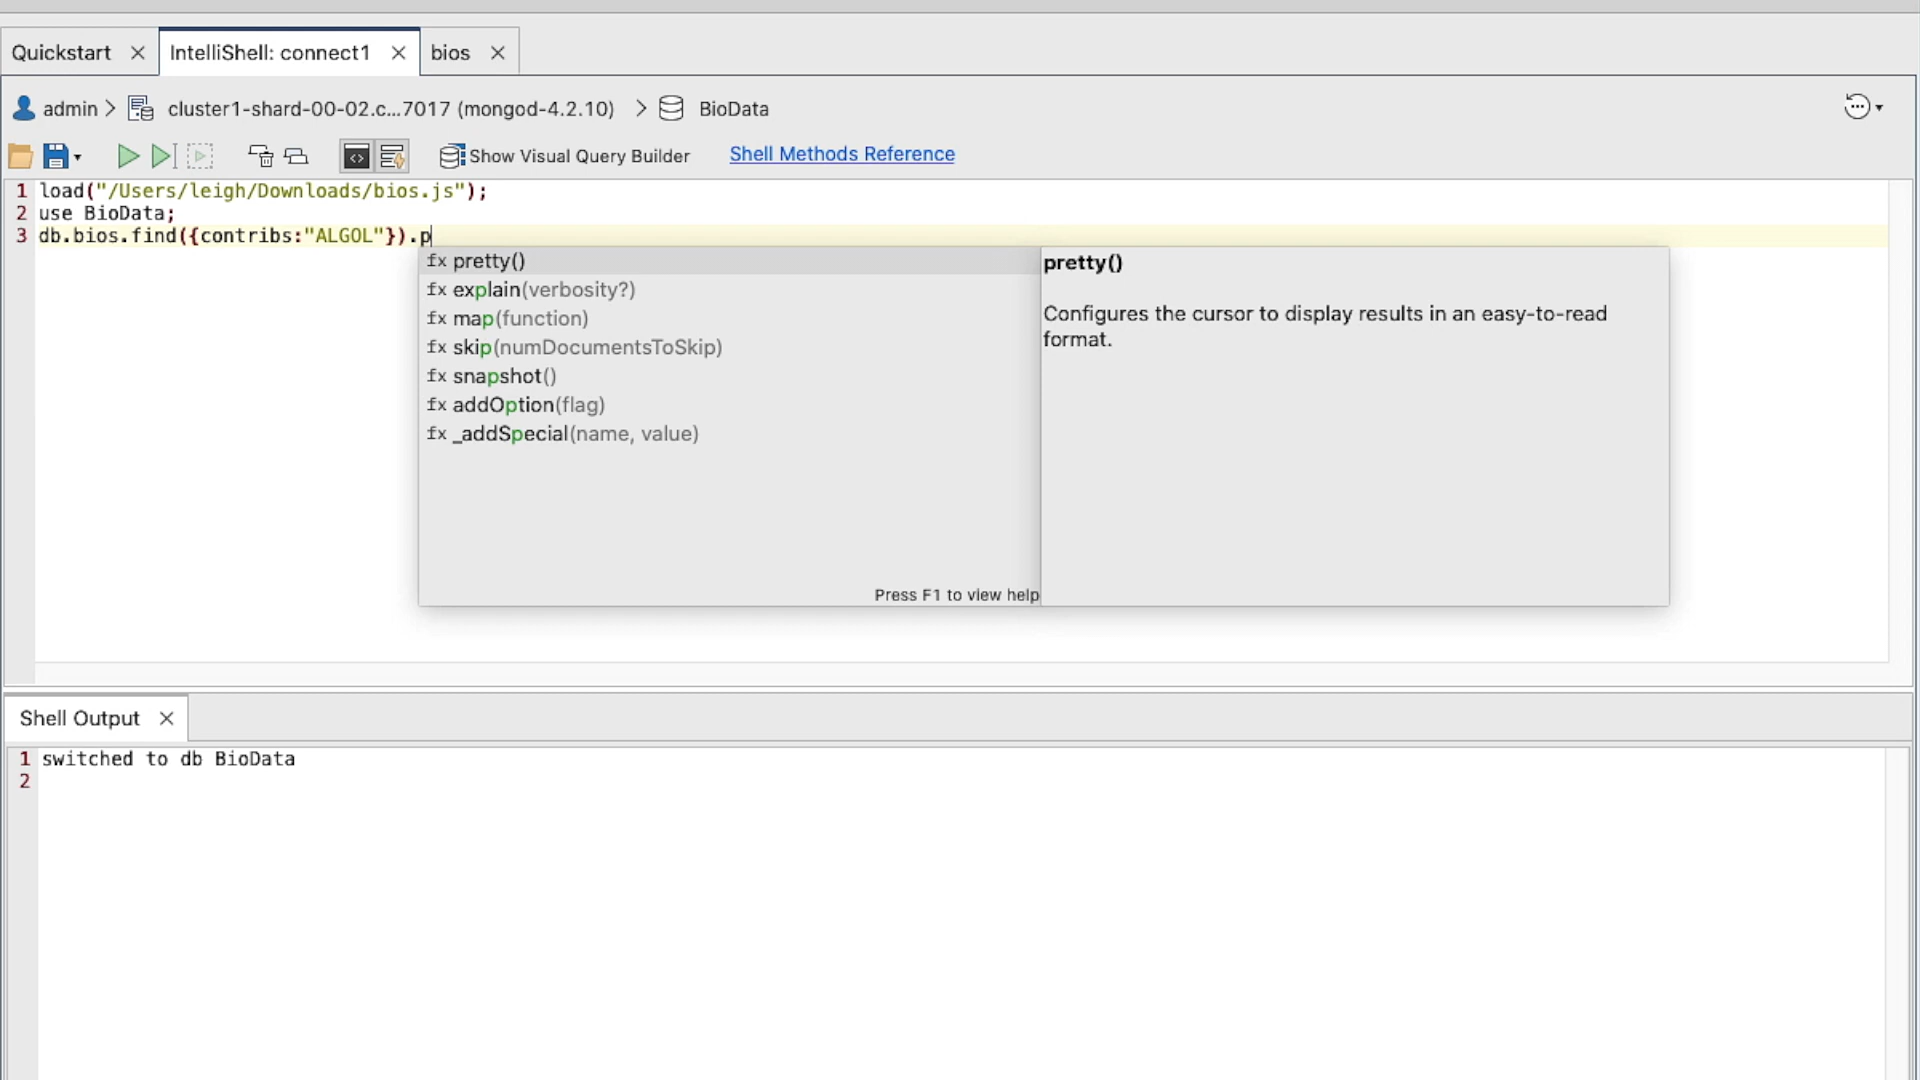 Quickstart
IntelliShell: connect1
bios
admin
cluster1-shard-00-02.c...7017 (mongod-4.2.10)
BioData
Show Visual Query Builder
Shell Methods Reference
1 load("/Users/leigh/Downloads/bios.js");
2 use BioData;
3 db.bios.find({contribs:"ALGOL"}).p
fx pretty()
fx explain(verbosity?)
fx map(function)
fx skip(numDocumentsToSkip)
fx snapshot()
fx addOption(flag)
fx _addSpecial(name, value)
Press F1 to view help
pretty()
Configures the cursor to display results in an easy-to-read
format.
Shell Output
1 switched to db BioData
2